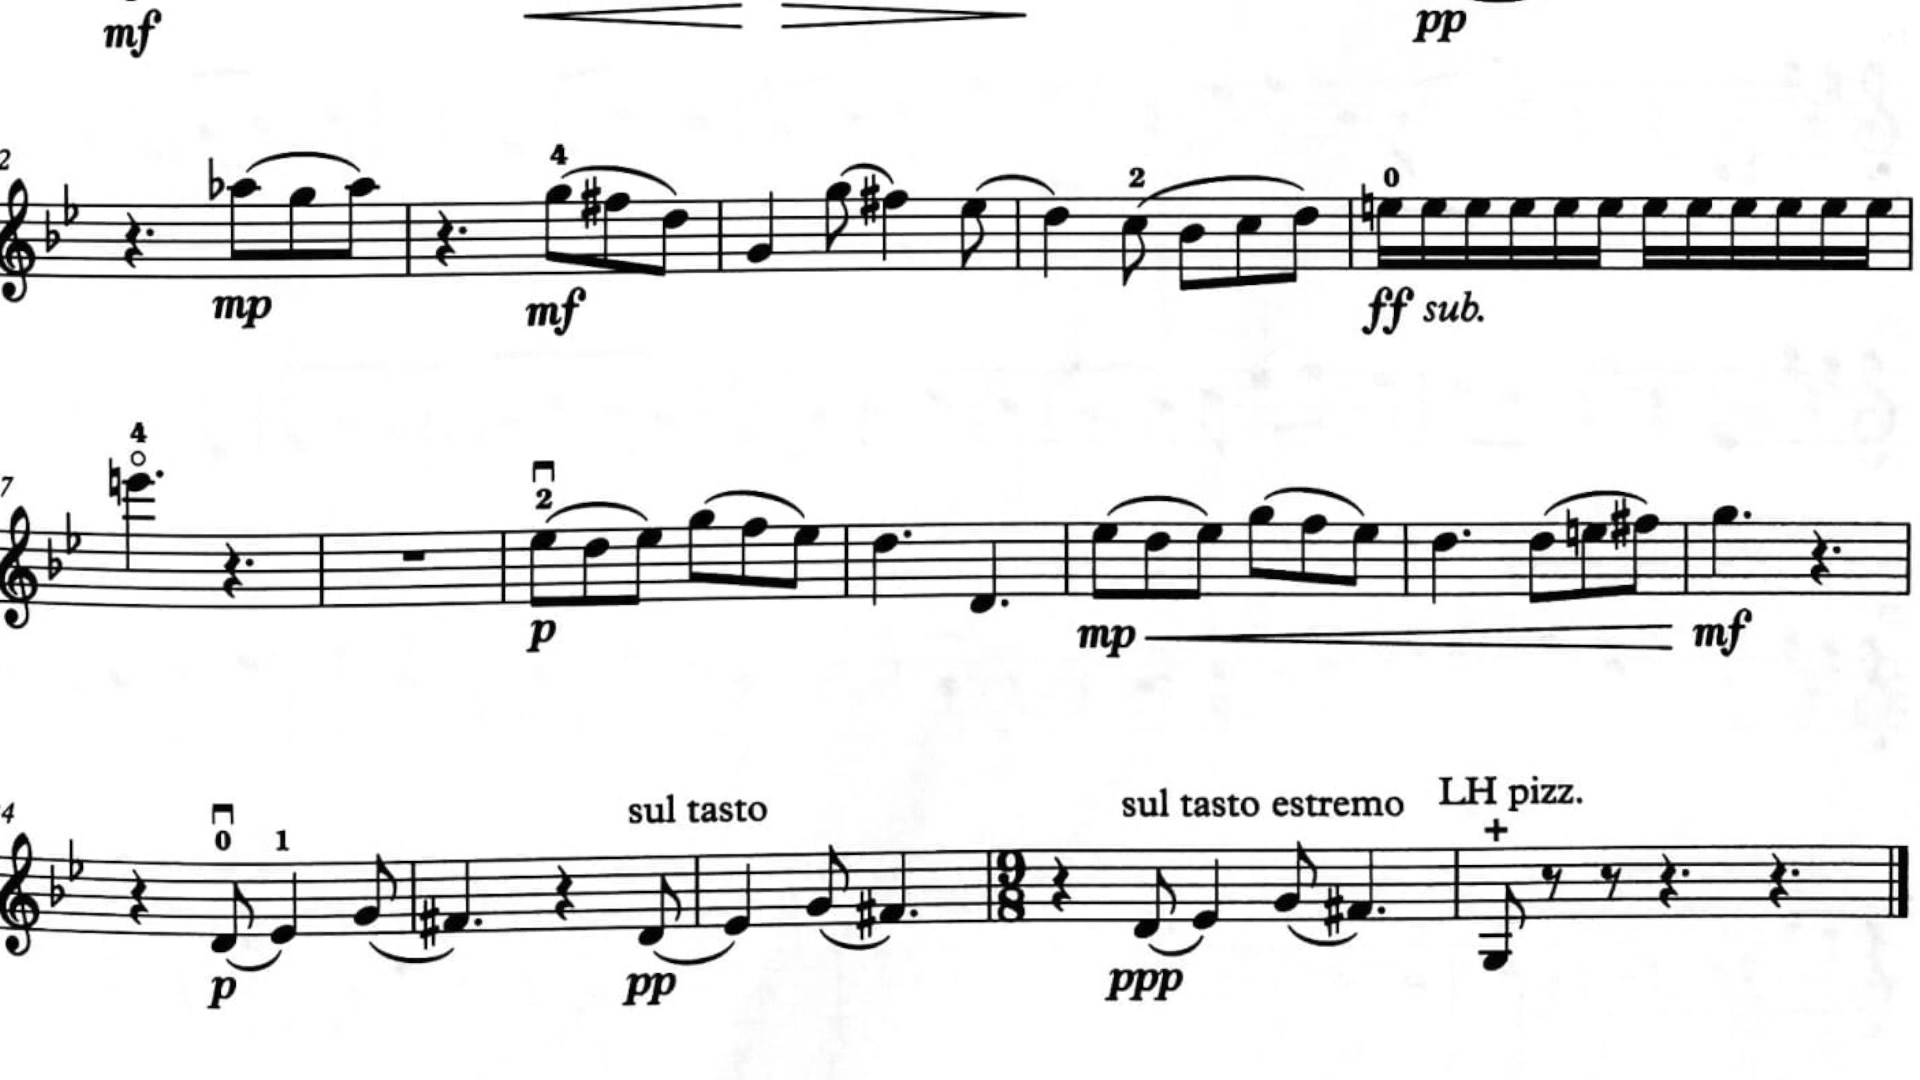 mf pp
2
4 2 0
mp mf ff sub.
4
7
2
p mp mf
sul tasto sul tasto estremo LH pizz.
4 0 1 +
9
8
p pp ppp